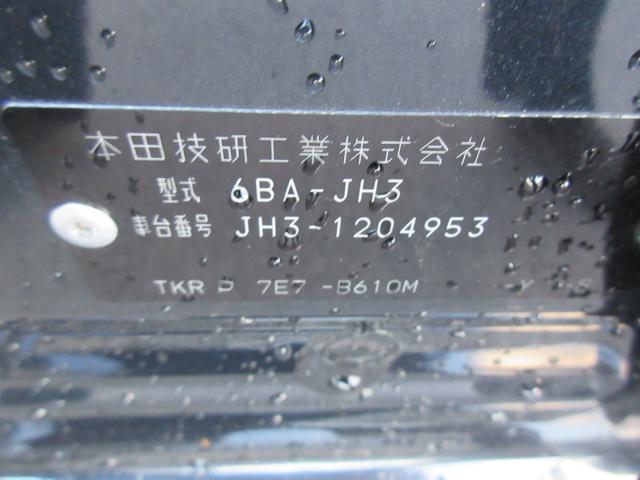 本田技研工業株式会社
型式 6BA-JH3
車台番号 JH3-1204953
TKR P 7E7 -B610M Y S